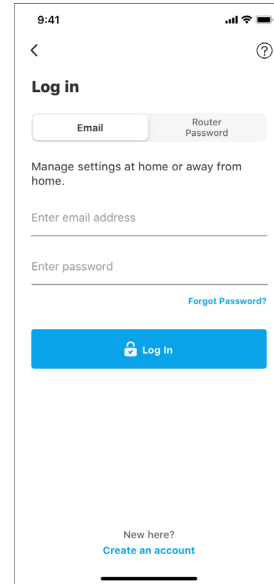 9:41
Log in
Email
Router
Password
Manage settings at home or away from
home.
Enter email address
Enter password
Forgot Password?
Log In
New here?
Create an account